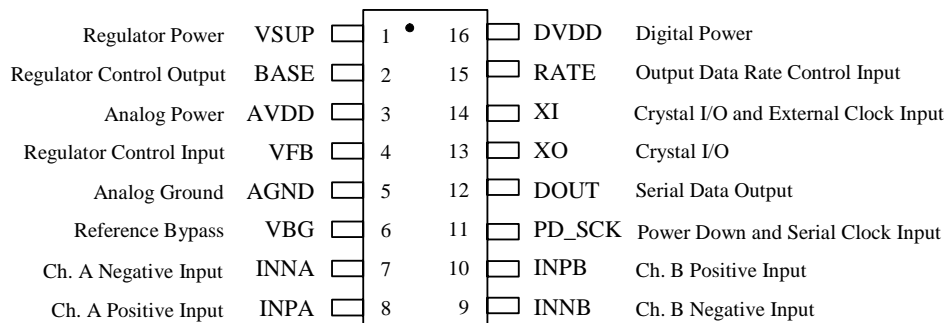 Regulator Power VSUP 1 16 DVDD Digital Power
Regulator Control Output BASE 2 15 RATE Output Data Rate Control Input
Analog Power AVDD 3 14 XI Crystal I/O and External Clock Input
Regulator Control Input VFB 4 13 XO Crystal I/O
Analog Ground AGND 5 12 DOUT Serial Data Output
Reference Bypass VBG 6 11 PD_SCK Power Down and Serial Clock Input
Ch. A Negative Input INNA 7 10 INPB Ch. B Positive Input
Ch. A Positive Input INPA 8 9 INNB Ch. B Negative Input